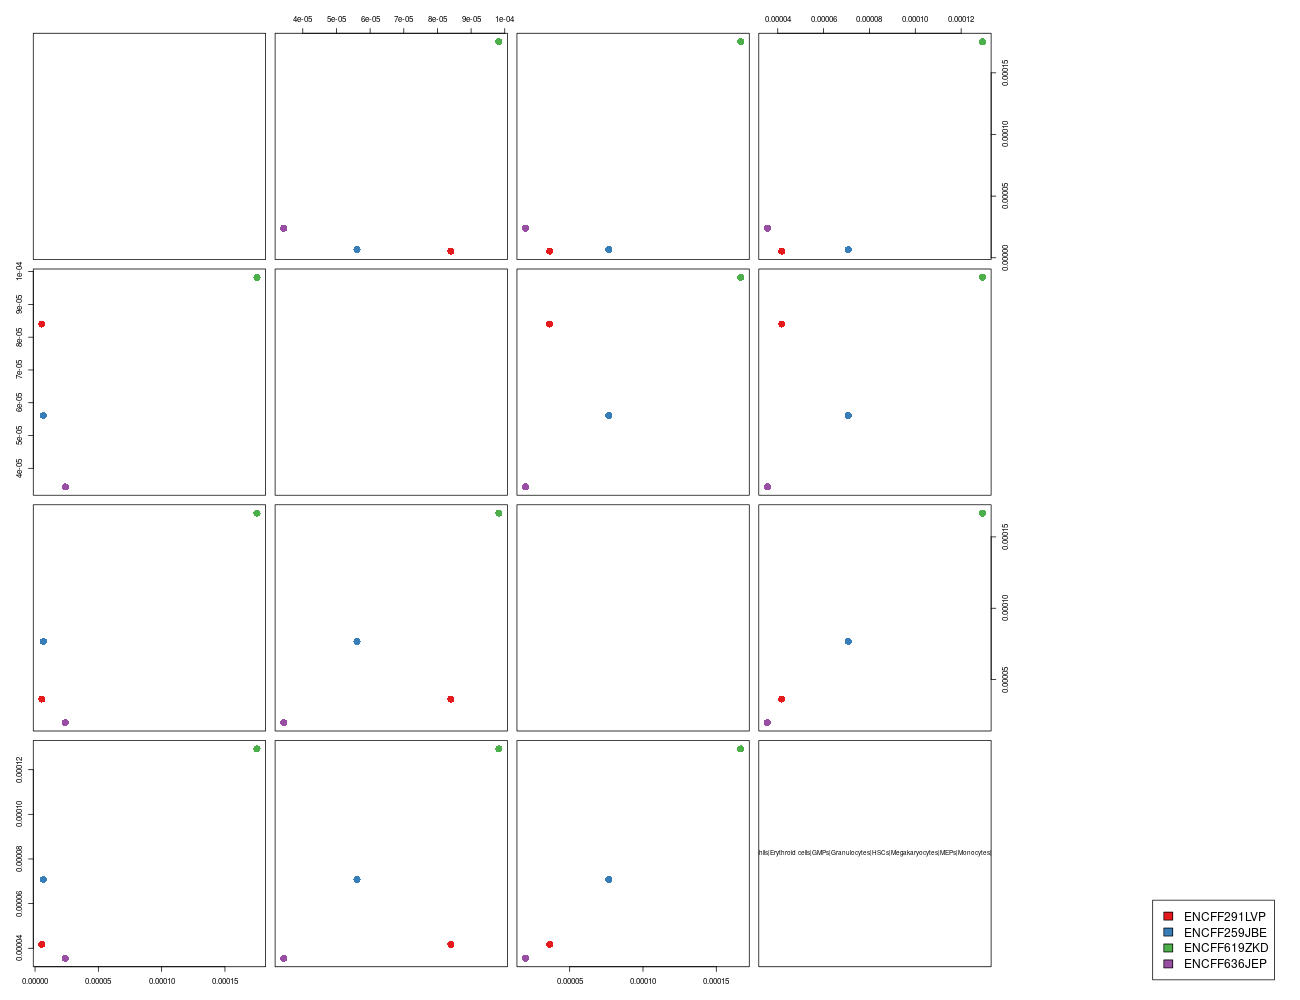 4e-05 5e-05 6e-05 7e-05 8e-05 9e-05 1e-04
0.00004 0.00006 0.00008 0.00010 0.00012
0.00000 0.00005 0.00010 0.00015
4e-05 5e-05 6e-05 7e-05 8e-05 9e-05 1e-04
0.00005 0.00010 0.00015
0.00004 0.00006 0.00008 0.00010 0.00012
hils|Erythroid cells|GMPs|Granulocytes|HSCs|Megakaryocytes|MEPs|Monocytes|
0.00000 0.00005 0.00010 0.00015
0.00005 0.00010 0.00015
ENCFF291LVP
ENCFF259JBE
ENCFF619ZKD
ENCFF636JEP